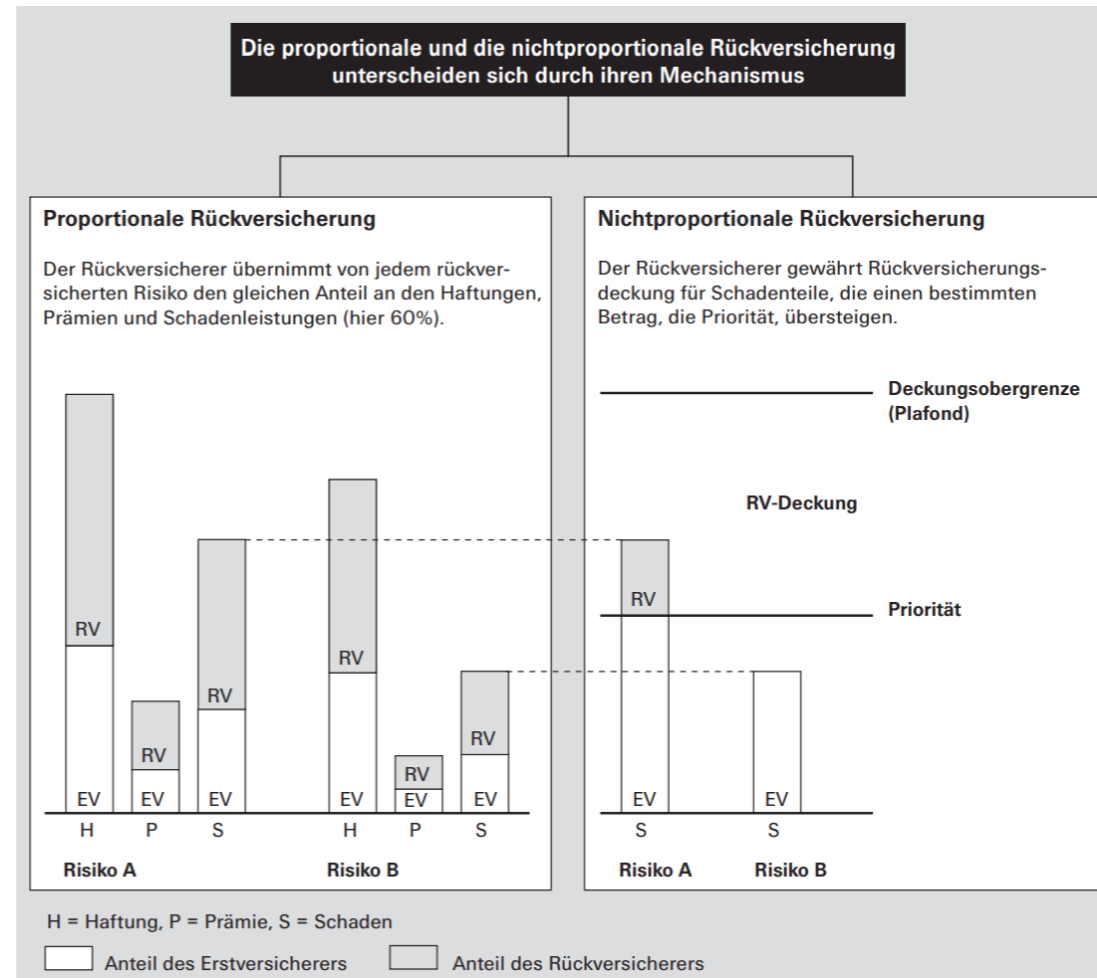 Die proportionale und die nichtproportionale Rückversicherung
unterscheiden sich durch ihren Mechanismus
Proportionale Rückversicherung
Der Rückversicherer übernimmt von jedem rückver-
sicherten Risiko den gleichen Anteil an den Haftungen,
Prämien und Schadenleistungen (hier 60%).
RV
EV
H
RV
EV
P
RV
EV
S
Risiko A
RV
EV
H
RV
EV
P
RV
EV
S
Risiko B
Nichtproportionale Rückversicherung
Der Rückversicherer gewährt Rückversicherungs-
deckung für Schadenteile, die einen bestimmten
Betrag, die Priorität, übersteigen.
Deckungsobergrenze
(Plafond)
RV-Deckung
Priorität
RV
EV
S
Risiko A
EV
S
Risiko B
H = Haftung, P = Prämie, S = Schaden
Anteil des Erstversicherers
Anteil des Rückversicherers